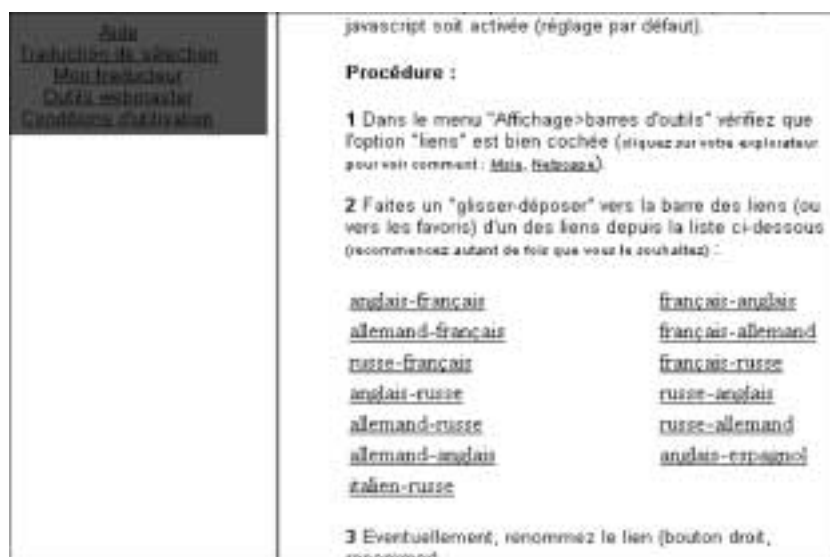 Aide
Traduction de sélection
Mon traducteur
Outils webmaster
Conditions d'utilisation
javascript soit activée (réglage par défaut).
Procédure :
1 Dans le menu "Affichage>barres d'outils" vérifiez que
l'option "liens" est bien cochée (cliquez sur votre explorateur
pour voir comment : Msie, Netscape).
2 Faites un "glisser-déposer" vers la barre des liens (ou
vers les favoris) d'un des liens depuis la liste ci-dessous
(recommencez autant de fois que vous le souhaitez) :
anglais-français français-anglais
allemand-français français-allemand
russe-français français-russe
anglais-russe russe-anglais
allemand-russe russe-allemand
allemand-anglais anglais-espagnol
italien-russe
3 Eventuellement, renommez le lien (bouton droit,